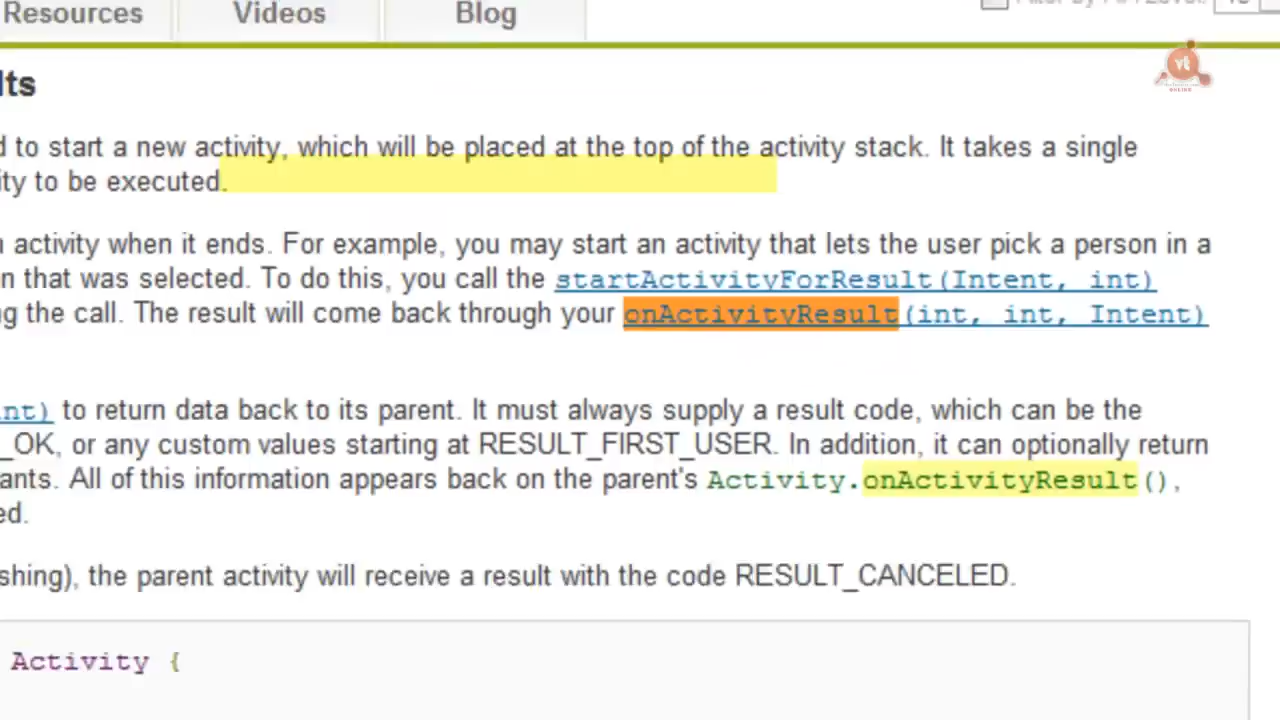 Resources Videos Blog
lts
d to start a new activity, which will be placed at the top of the activity stack. It takes a single
ity to be executed.
n activity when it ends. For example, you may start an activity that lets the user pick a person in a
n that was selected. To do this, you call the startActivityForResult(Intent, int)
ng the call. The result will come back through your onActivityResult(int, int, Intent)
int) to return data back to its parent. It must always supply a result code, which can be the
_OK, or any custom values starting at RESULT_FIRST_USER. In addition, it can optionally return
ants. All of this information appears back on the parent's Activity.onActivityResult(),
ed.
shing), the parent activity will receive a result with the code RESULT_CANCELED.
Activity {